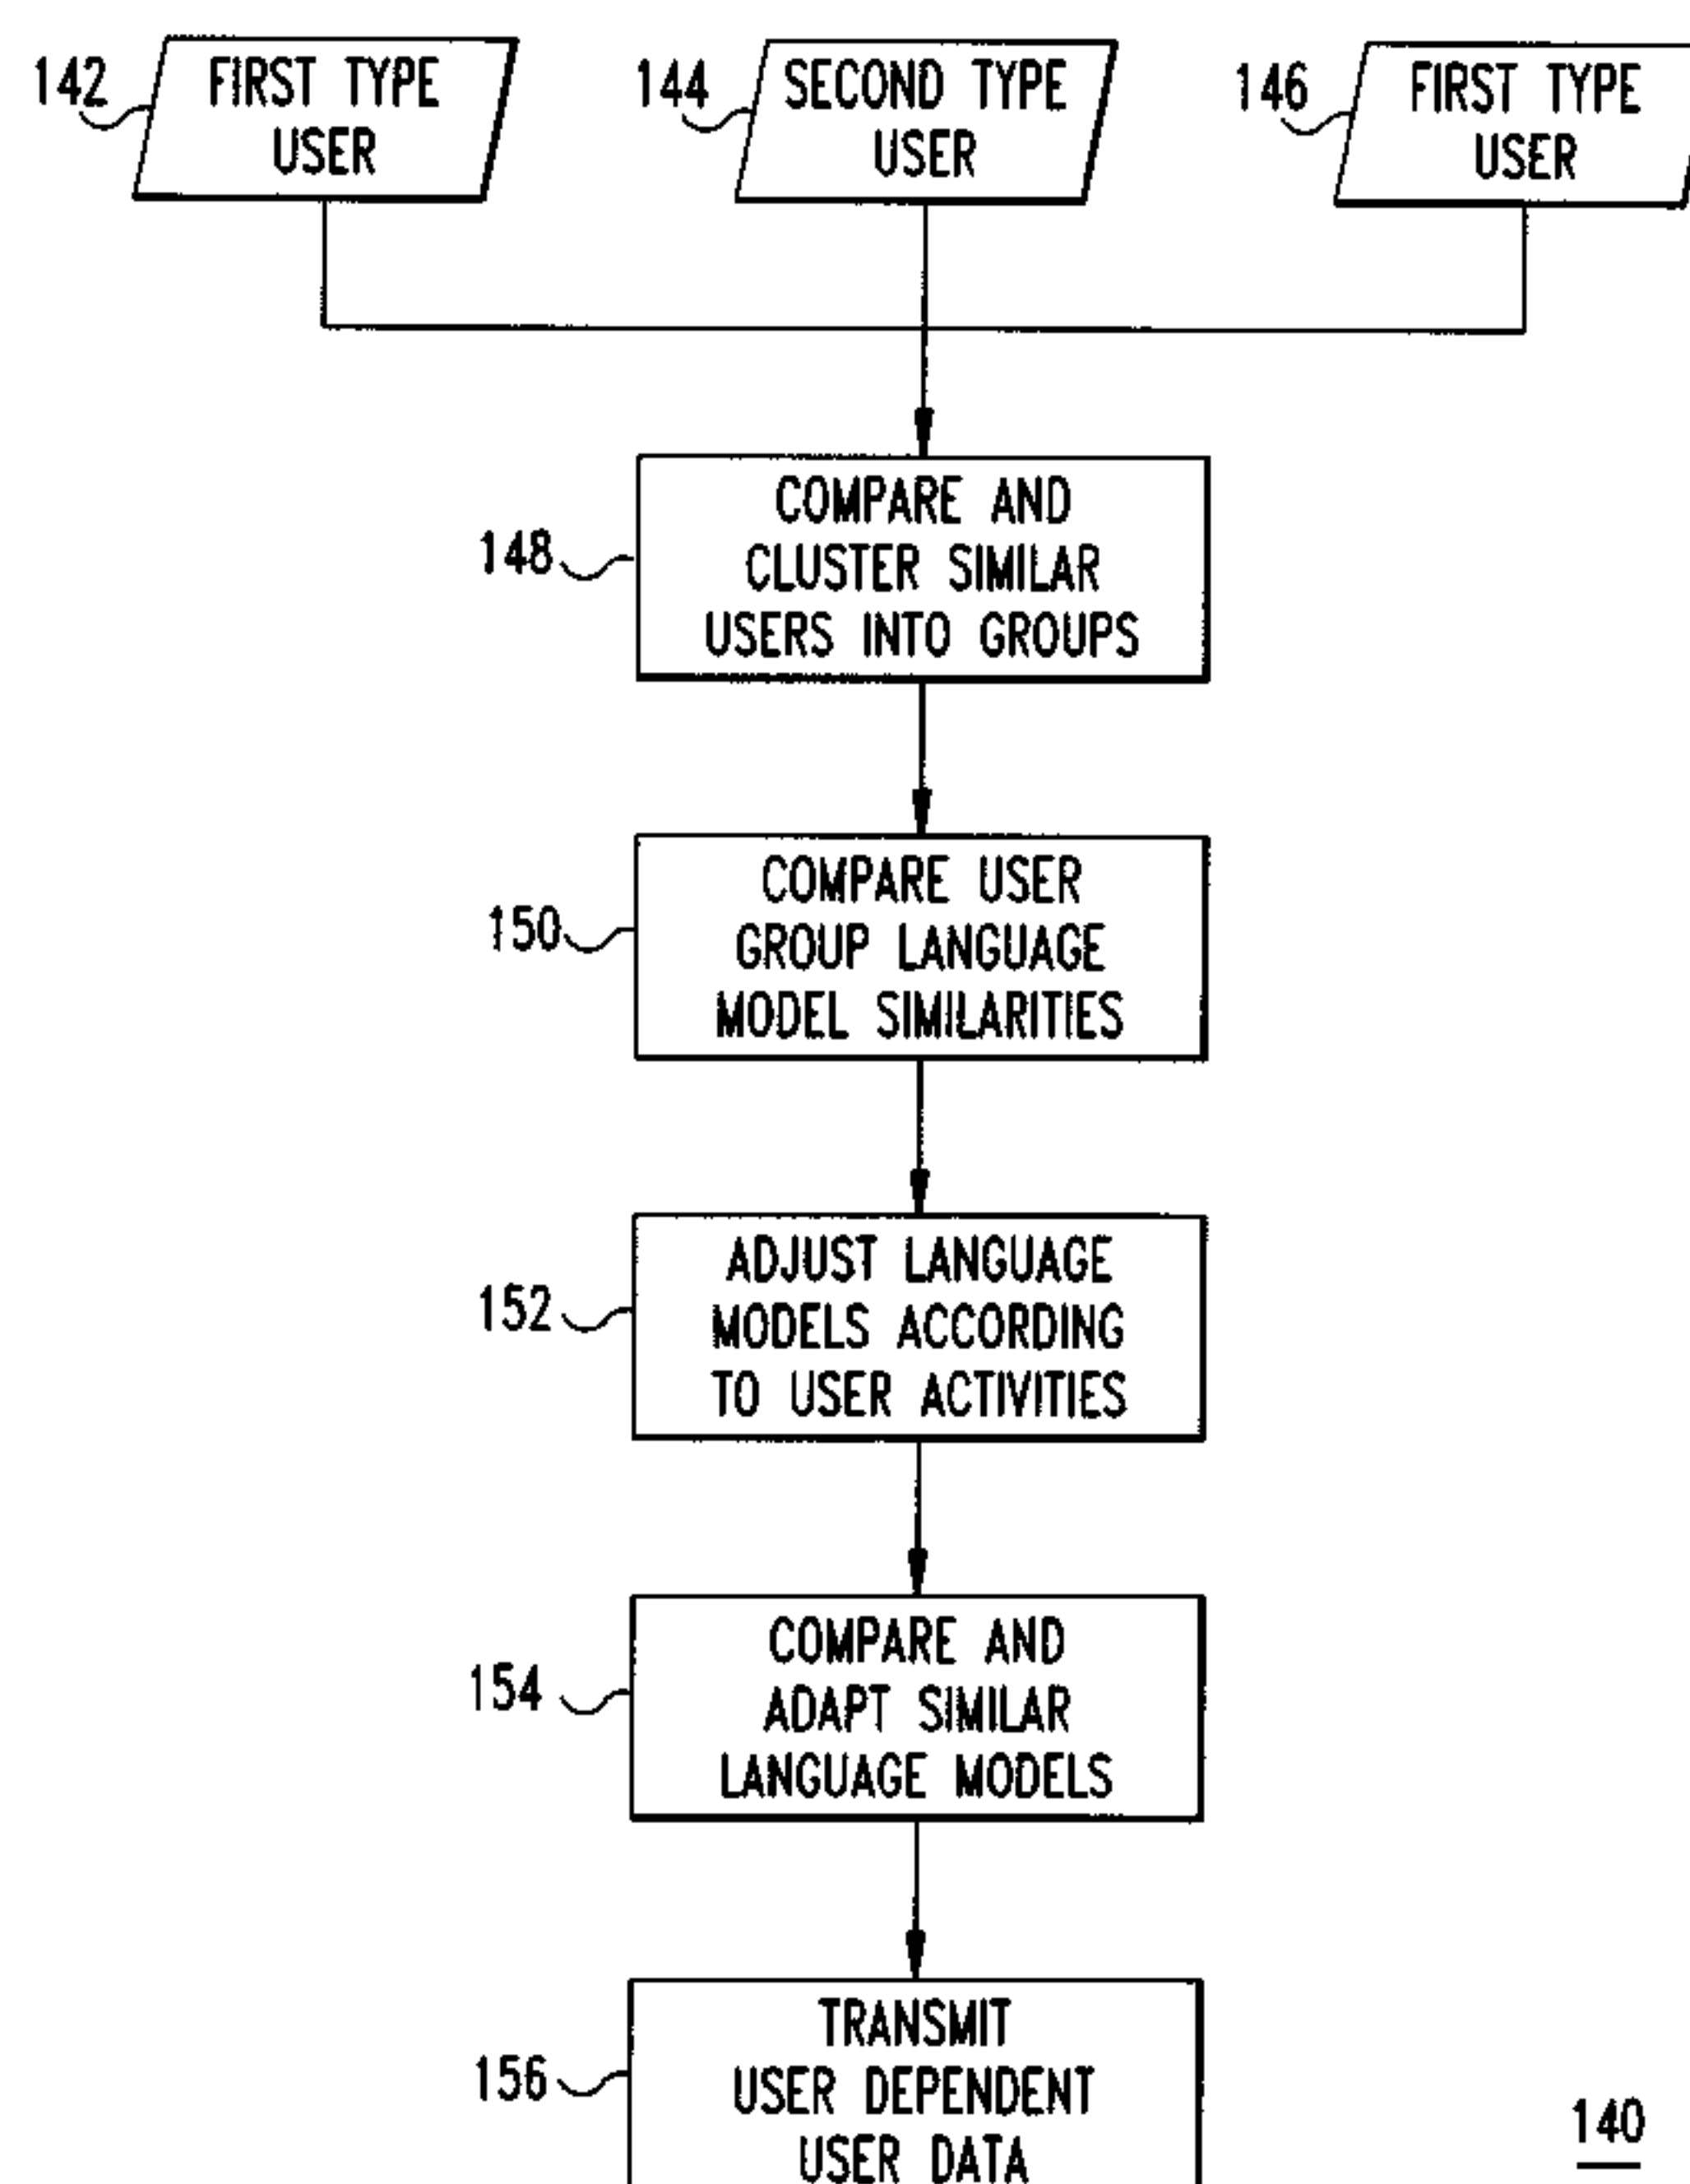 142
FIRST TYPE
USER
144
SECOND TYPE
USER
146
FIRST TYPE
USER
148
COMPARE AND
CLUSTER SIMILAR
USERS INTO GROUPS
150
COMPARE USER
GROUP LANGUAGE
MODEL SIMILARITIES
152
ADJUST LANGUAGE
MODELS ACCORDING
TO USER ACTIVITIES
154
COMPARE AND
ADAPT SIMILAR
LANGUAGE MODELS
156
TRANSMIT
USER DEPENDENT
USER DATA
140